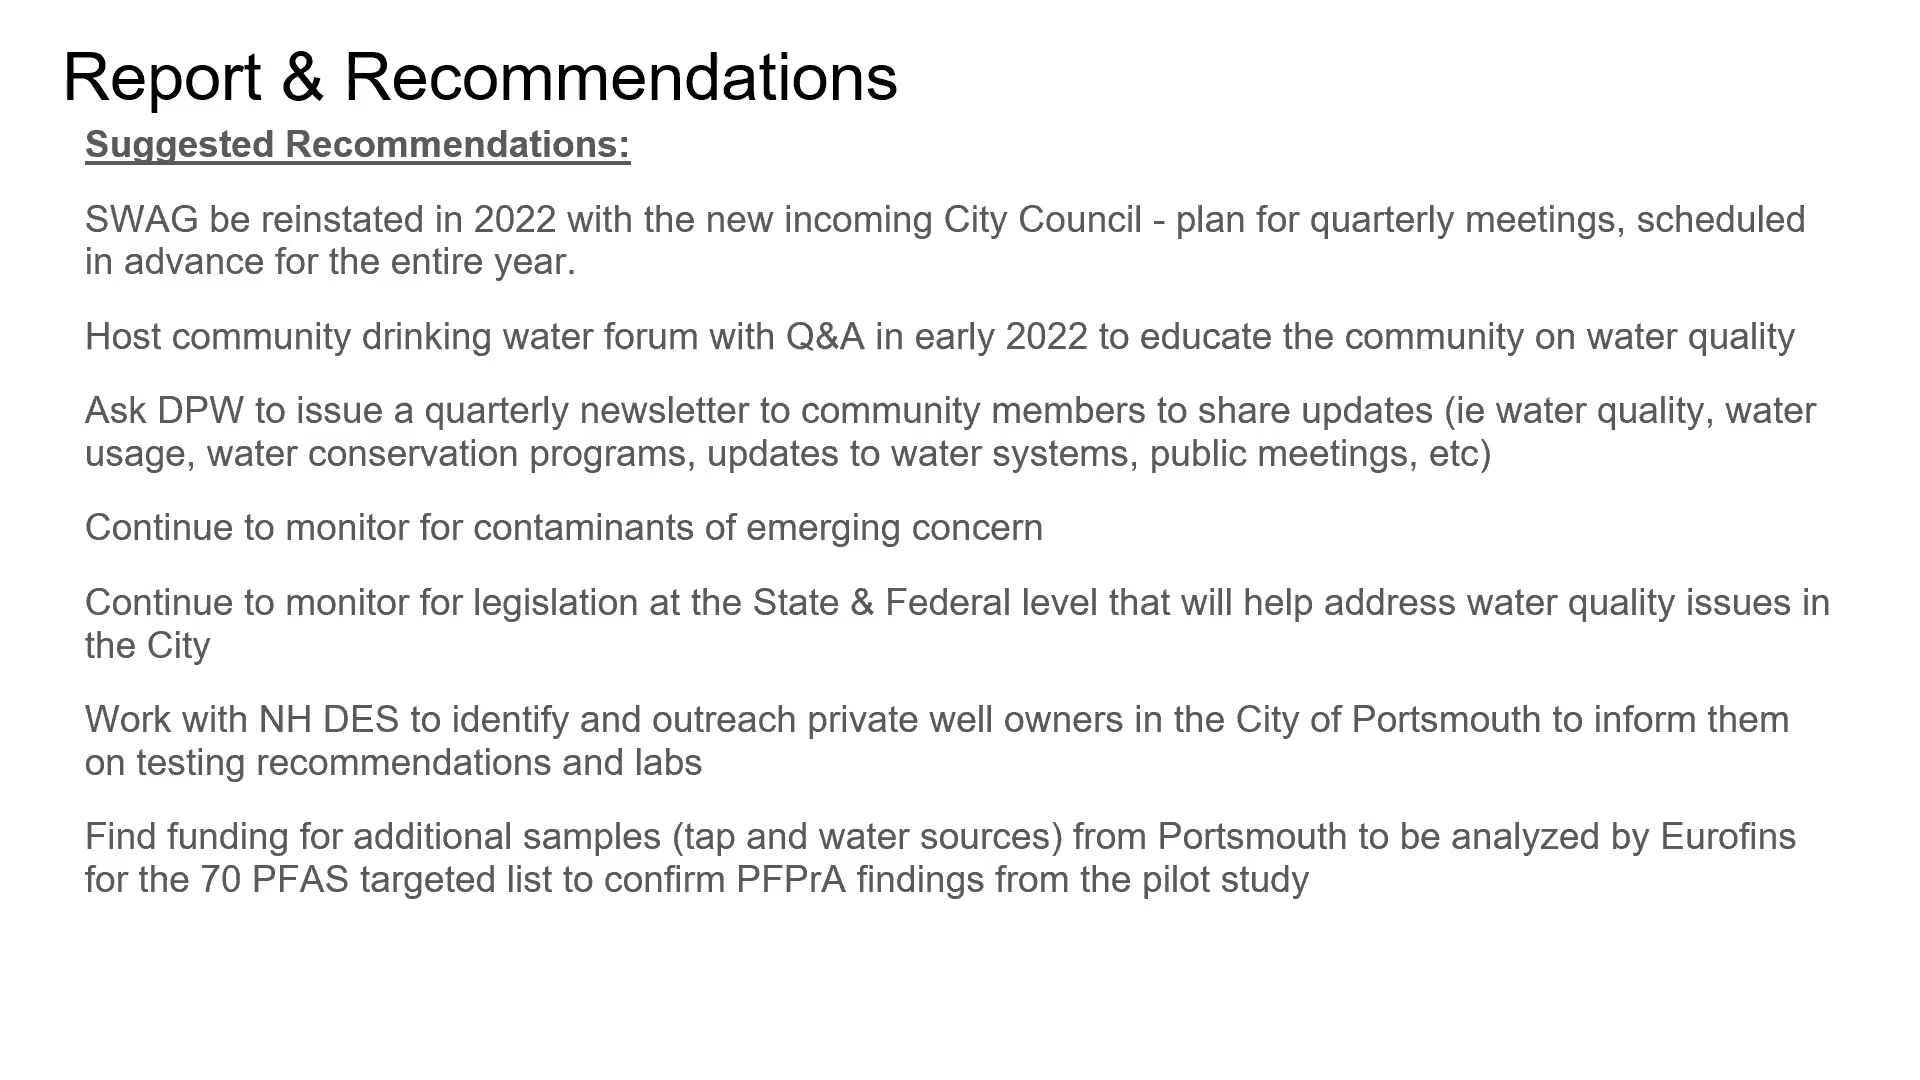 Report & Recommendations
Suggested Recommendations:
SWAG be reinstated in 2022 with the new incoming City Council - plan for quarterly meetings, scheduled
in advance for the entire year.
Host community drinking water forum with Q&A in early 2022 to educate the community on water quality
Ask DPW to issue a quarterly newsletter to community members to share updates (ie water quality, water
usage, water conservation programs, updates to water systems, public meetings, etc)
Continue to monitor for contaminants of emerging concern
Continue to monitor for legislation at the State & Federal level that will help address water quality issues in
the City
Work with NH DES to identify and outreach private well owners in the City of Portsmouth to inform them
on testing recommendations and labs
Find funding for additional samples (tap and water sources) from Portsmouth to be analyzed by Eurofins
for the 70 PFAS targeted list to confirm PFPrA findings from the pilot study